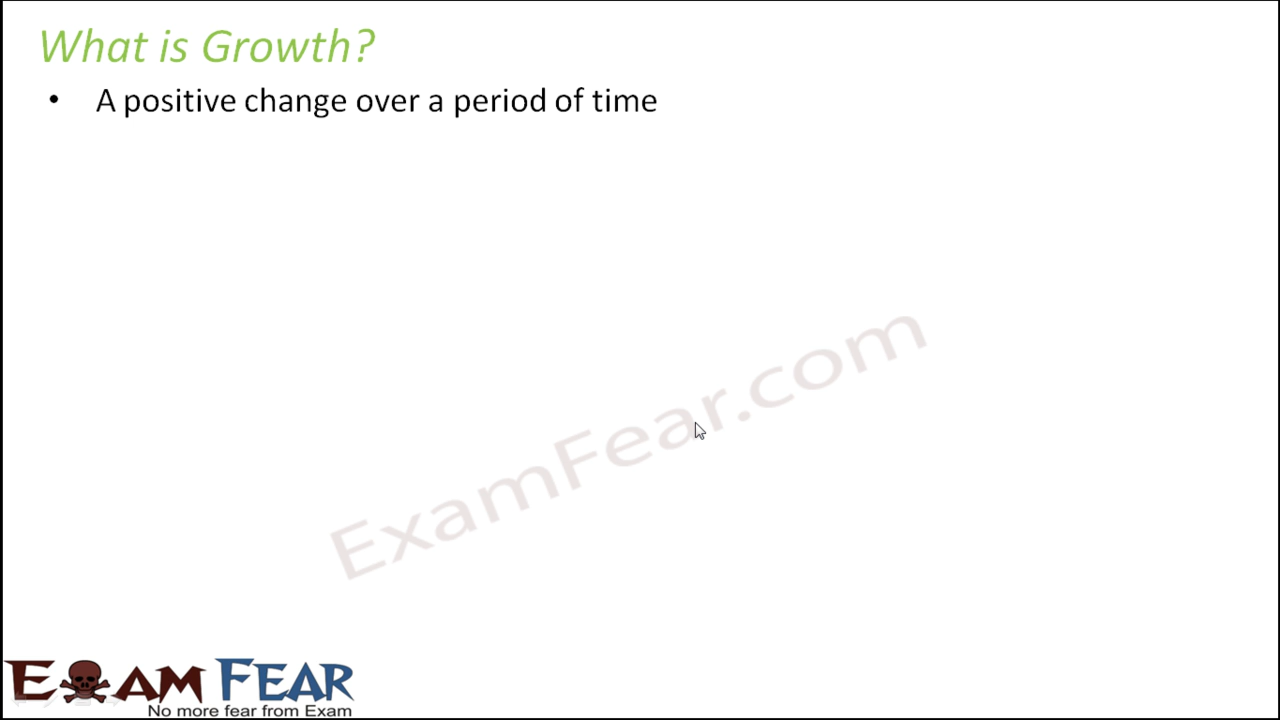 What is Growth?
• A positive change over a period of time
ExamFear.com
EXAM FEAR
No more fear from Exam